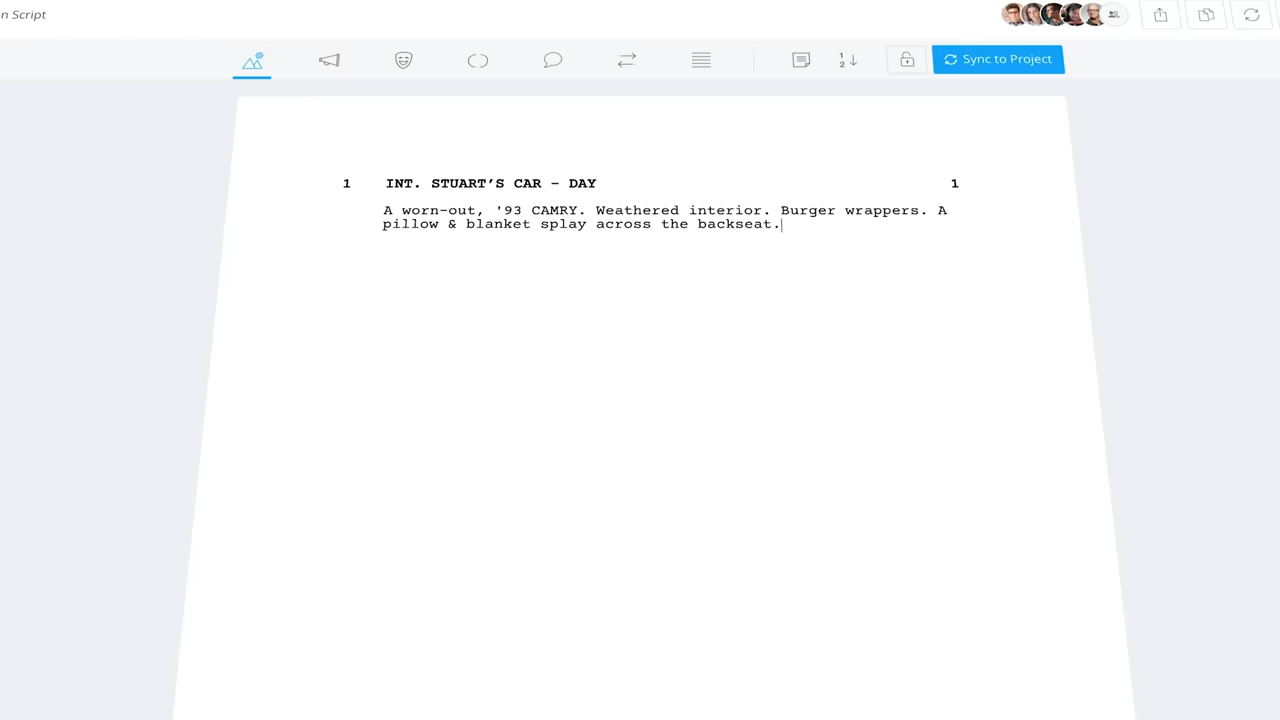 n Script
Sync to Project
1 INT. STUART’S CAR – DAY 1
A worn-out, '93 CAMRY. Weathered interior. Burger wrappers. A
pillow & blanket splay across the backseat.